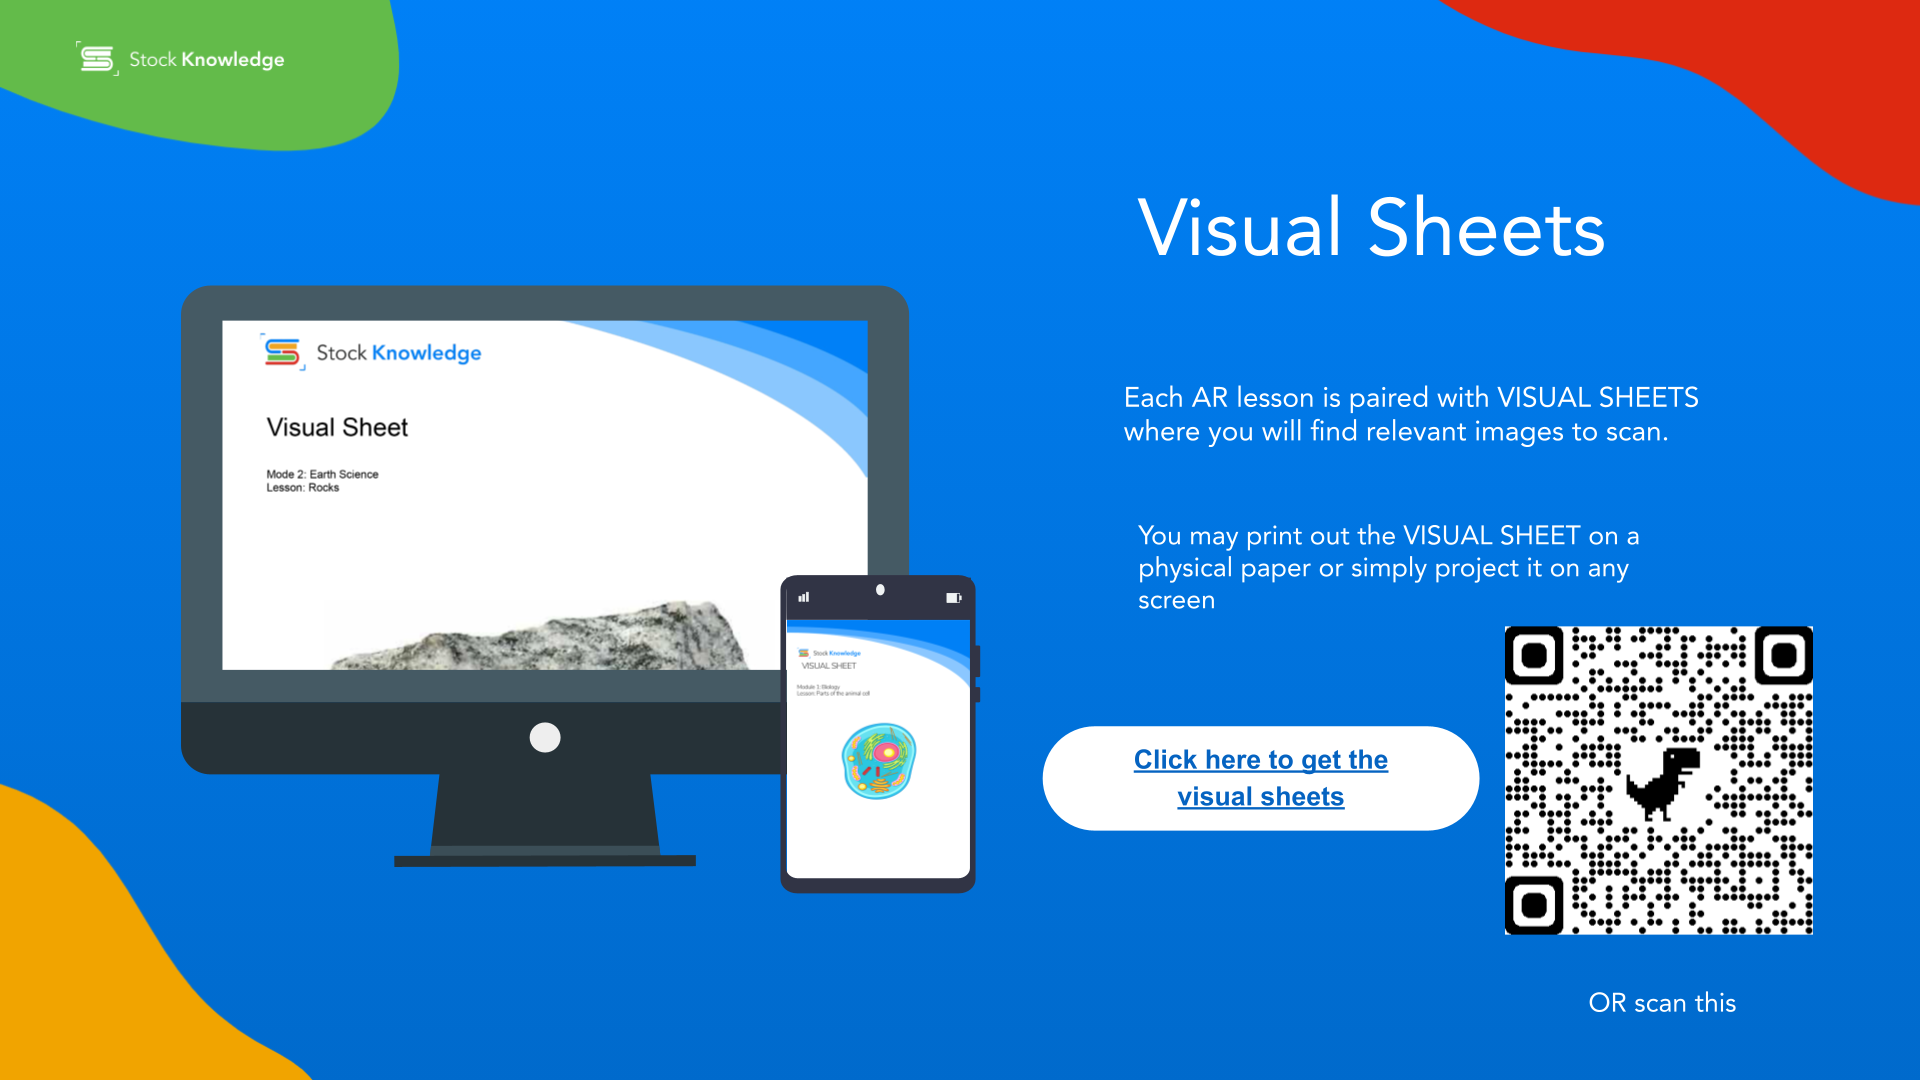 Stock Knowledge
Visual Sheets
Each AR lesson is paired with VISUAL SHEETS
where you will find relevant images to scan.
You may print out the VISUAL SHEET on a
physical paper or simply project it on any
screen
Click here to get the
visual sheets
OR scan this
Stock Knowledge
Visual Sheet
Mode 2: Earth Science
Lesson: Rocks
Stock Knowledge
VISUAL SHEET
Module 1: Biology
Lesson: Parts of the animal cell